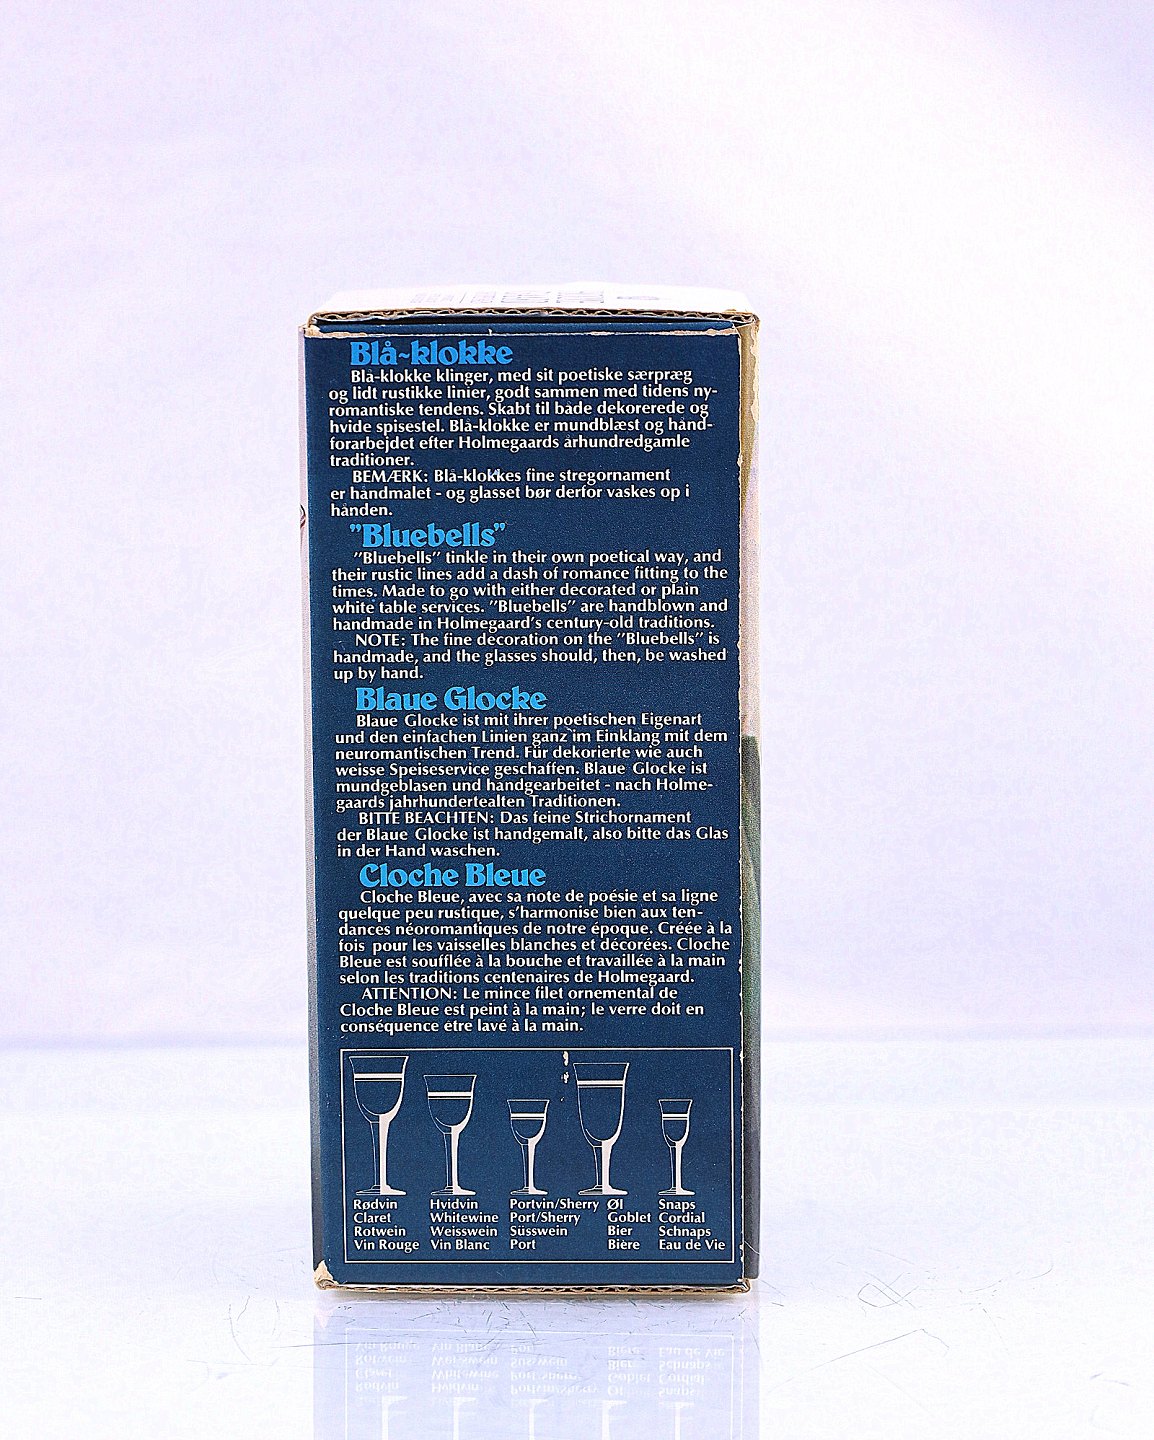 Blå-klokke
Blå-klokke klinger, med sit poetiske særpræg
og lidt rustikke linier, godt sammen med tidens ny-
romantiske tendens. Skabt til både dekorerede og
hvide spisestel. Blå-klokke er mundblæst og hånd-
forarbejdet efter Holmegaards århundredgamle
traditioner.
BEMÆRK: Blå-klokkes fine stregornament
er håndmalet - og glasset bør derfor vaskes op i
hånden.
"Bluebells"
"Bluebells" tinkle in their own poetical way, and
their rustic lines add a dash of romance fitting to the
times. Made to go with either decorated or plain
white table services. "Bluebells" are handblown and
handmade in Holmegaard's century-old traditions.
NOTE: The fine decoration on the "Bluebells" is
handmade, and the glasses should, then, be washed
up by hand.
Blaue Glocke
Blaue Glocke ist mit ihrer poetischen Eigenart
und den einfachen Linien ganz im Einklang mit dem
neuromantischen Trend. Für dekorierte wie auch
weisse Speiseservice geschaffen. Blaue Glocke ist
mundgeblasen und handgearbeitet - nach Holme-
gaards jahrhundertealten Traditionen.
BITTE BEACHTEN: Das feine Strichornament
der Blaue Glocke ist handgemalt, also bitte das Glas
in der Hand waschen.
Cloche Bleue
Cloche Bleue, avec sa note de poésie et sa ligne
quelque peu rustique, s'harmonise bien aux ten-
dances néoromantiques de notre époque. Créée à la
fois pour les vaisselles blanches et décorées. Cloche
Bleue est soufflée à la bouche et travaillée à la main
selon les traditions centenaires de Holmegaard.
ATTENTION: Le mince filet ornemental de
Cloche Bleue est peint à la main; le verre doit en
conséquence être lavé à la main.
Rødvin Hvidvin Portvin/Sherry Øl Snaps
Claret Whitewine Port/Sherry Goblet Cordial
Rotwein Weisswein Süsswein Bier Schnaps
Vin Rouge Vin Blanc Port Bière Eau de Vie